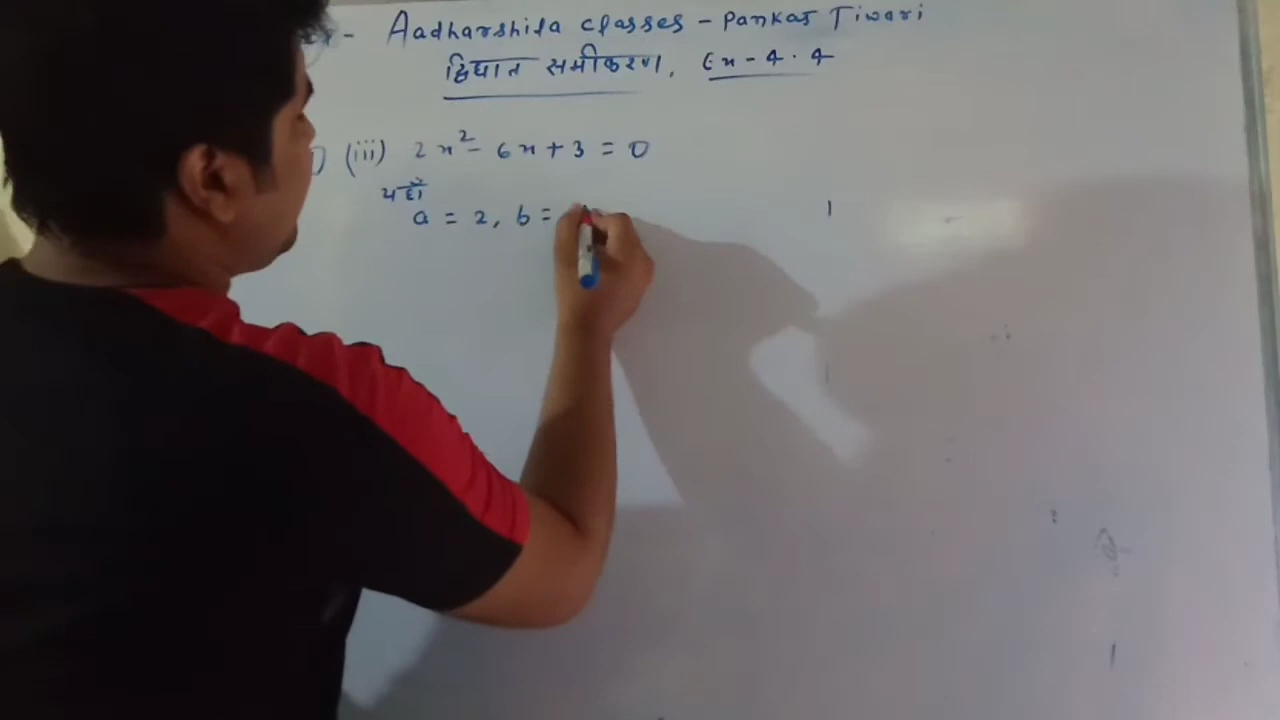 - Aadharshila classes - Pankaj Tiwari
द्विघात समीकरण, Ex - 4.4
(iii) 2x² - 6x + 3 = 0
यहाँ
a = 2, b =